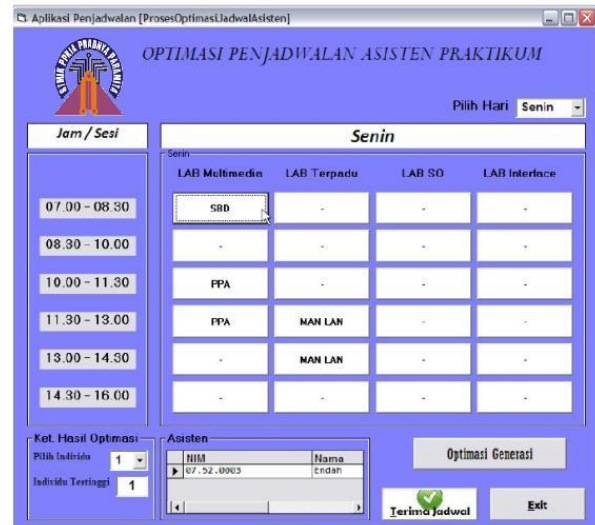 Aplikasi Penjadwalan [ProsesOptimasiJadwalAsisten]
OPTIMASI PENJADWALAN ASISTEN PRAKTIKUM
Pilih Hari Senin
Jam / Sesi Senin
Senin
LAB Multimedia LAB Terpadu LAB SO LAB Interface
07.00 - 08.30 SBD - - -
08.30 - 10.00 - - - -
10.00 - 11.30 PPA - - -
11.30 - 13.00 PPA MAN LAN - -
13.00 - 14.30 - MAN LAN - -
14.30 - 16.00 - - - -
Ket. Hasil Optimasi
Pilih Individu 1
Individu Tertinggi 1
Asisten
NIM Nama
07.52.0003 Endah
Optimasi Generasi
Terima Jadwal
Exit